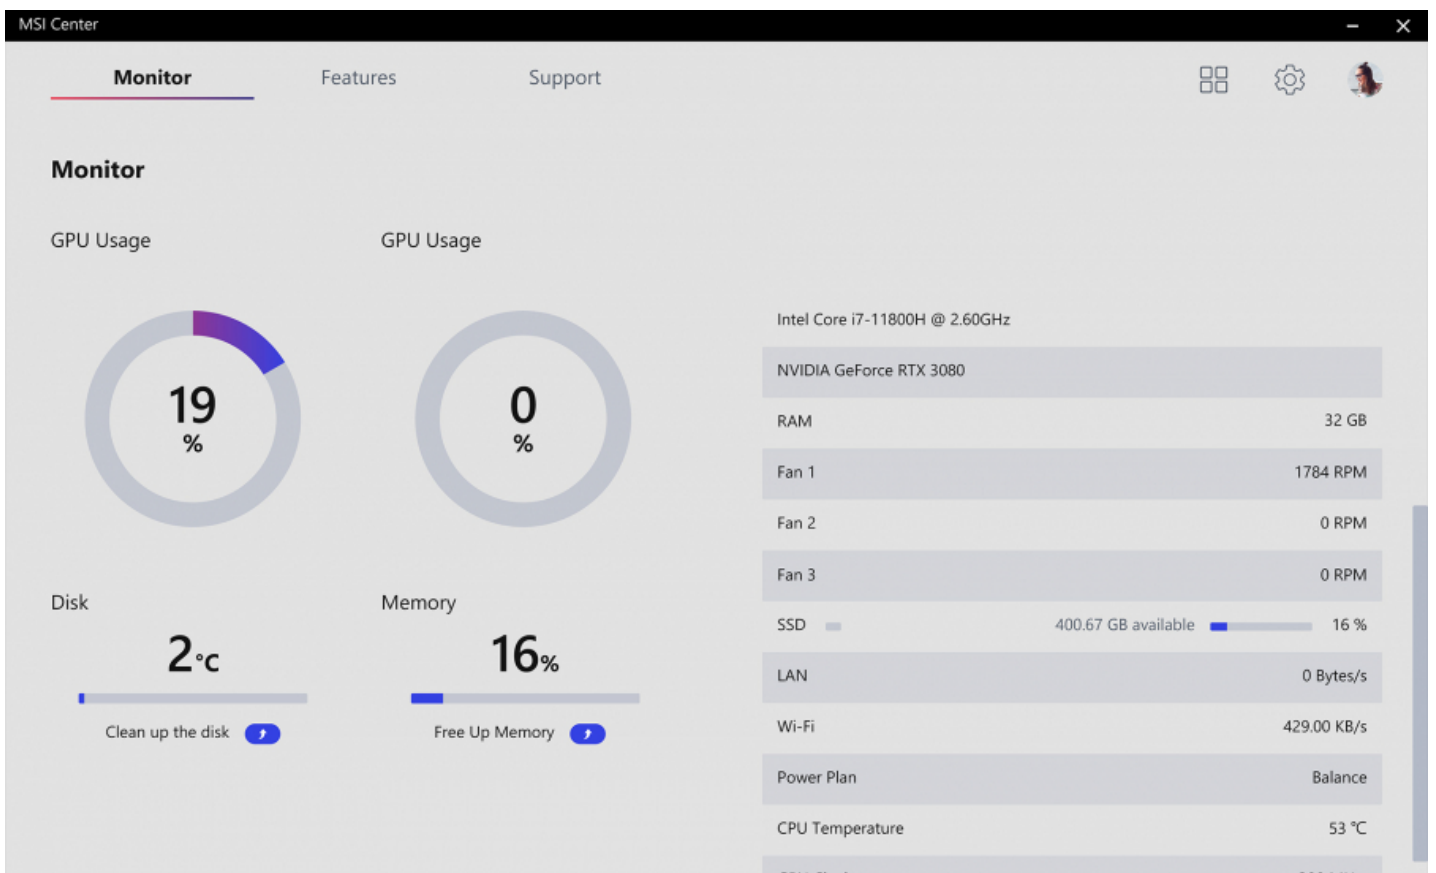 MSI Center
Monitor
Features
Support
Monitor
GPU Usage
GPU Usage
19
%
0
%
Disk
Memory
2°C
16%
Clean up the disk
Free Up Memory
Intel Core i7-11800H @ 2.60GHz
NVIDIA GeForce RTX 3080
RAM 32 GB
Fan 1 1784 RPM
Fan 2 0 RPM
Fan 3 0 RPM
SSD 400.67 GB available 16 %
LAN 0 Bytes/s
Wi-Fi 429.00 KB/s
Power Plan Balance
CPU Temperature 53 °C